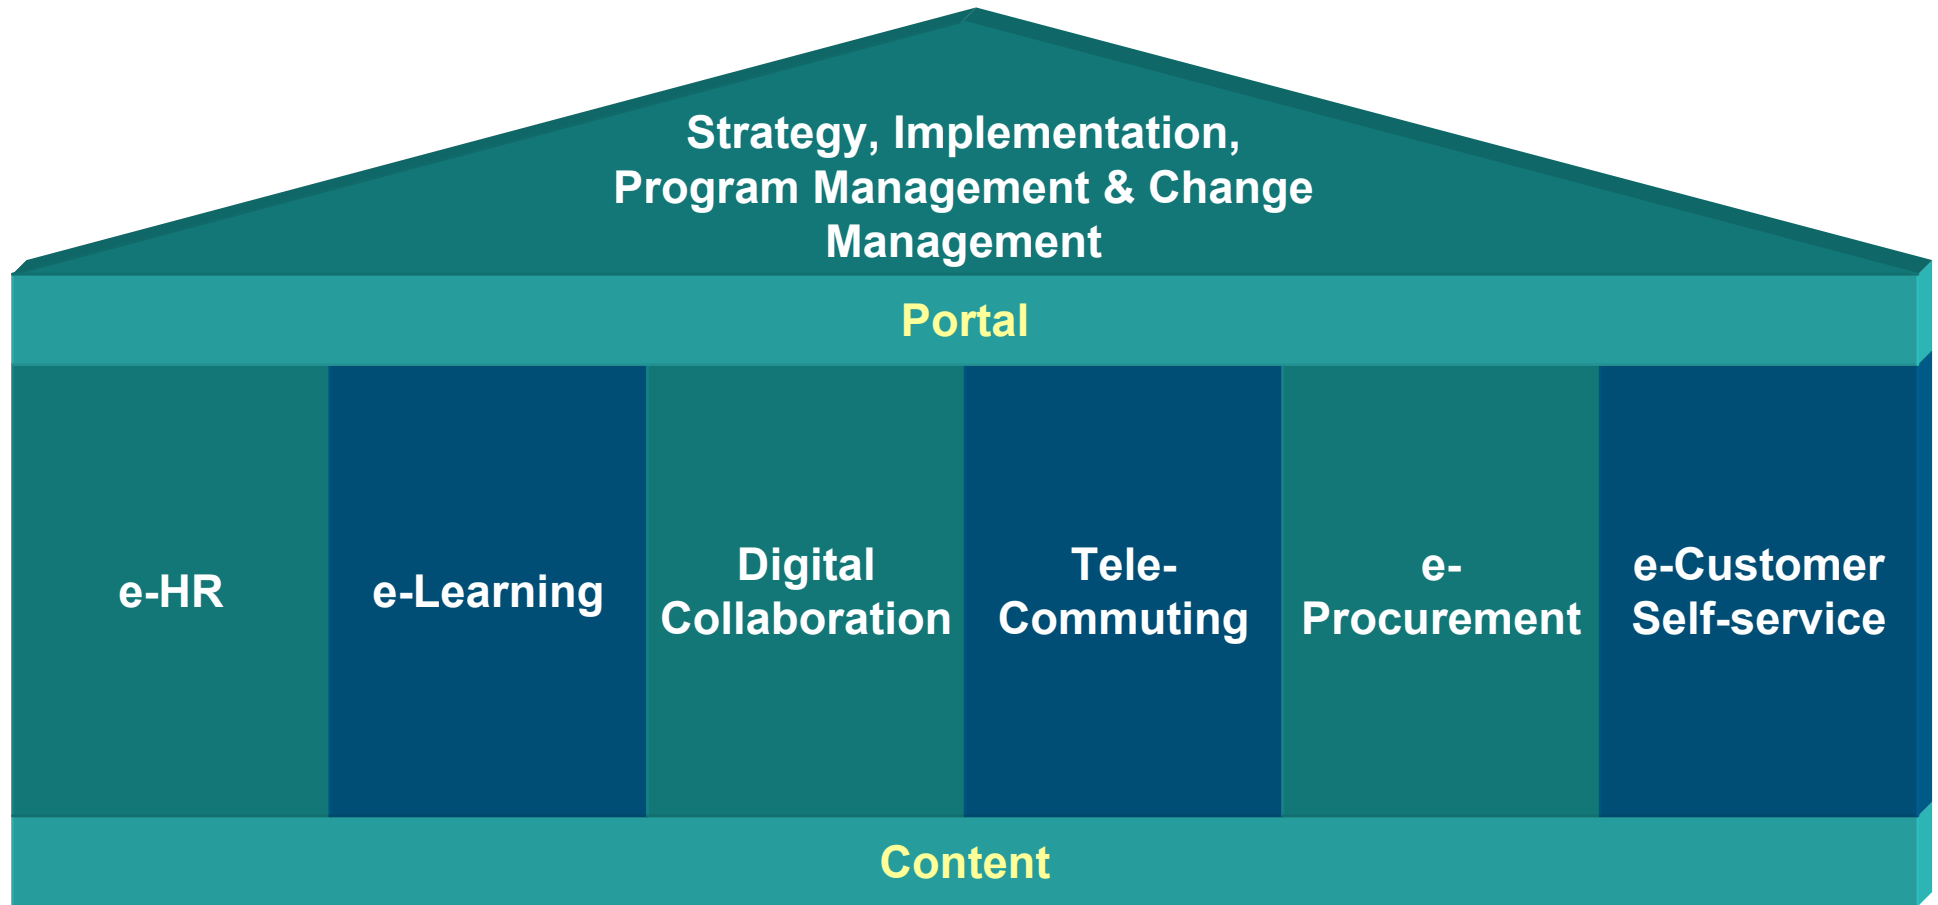 Strategy, Implementation,
Program Management & Change
Management
Portal
e-HR
e-Learning
Digital
Collaboration
Tele-
Commuting
e-
Procurement
e-Customer
Self-service
Content